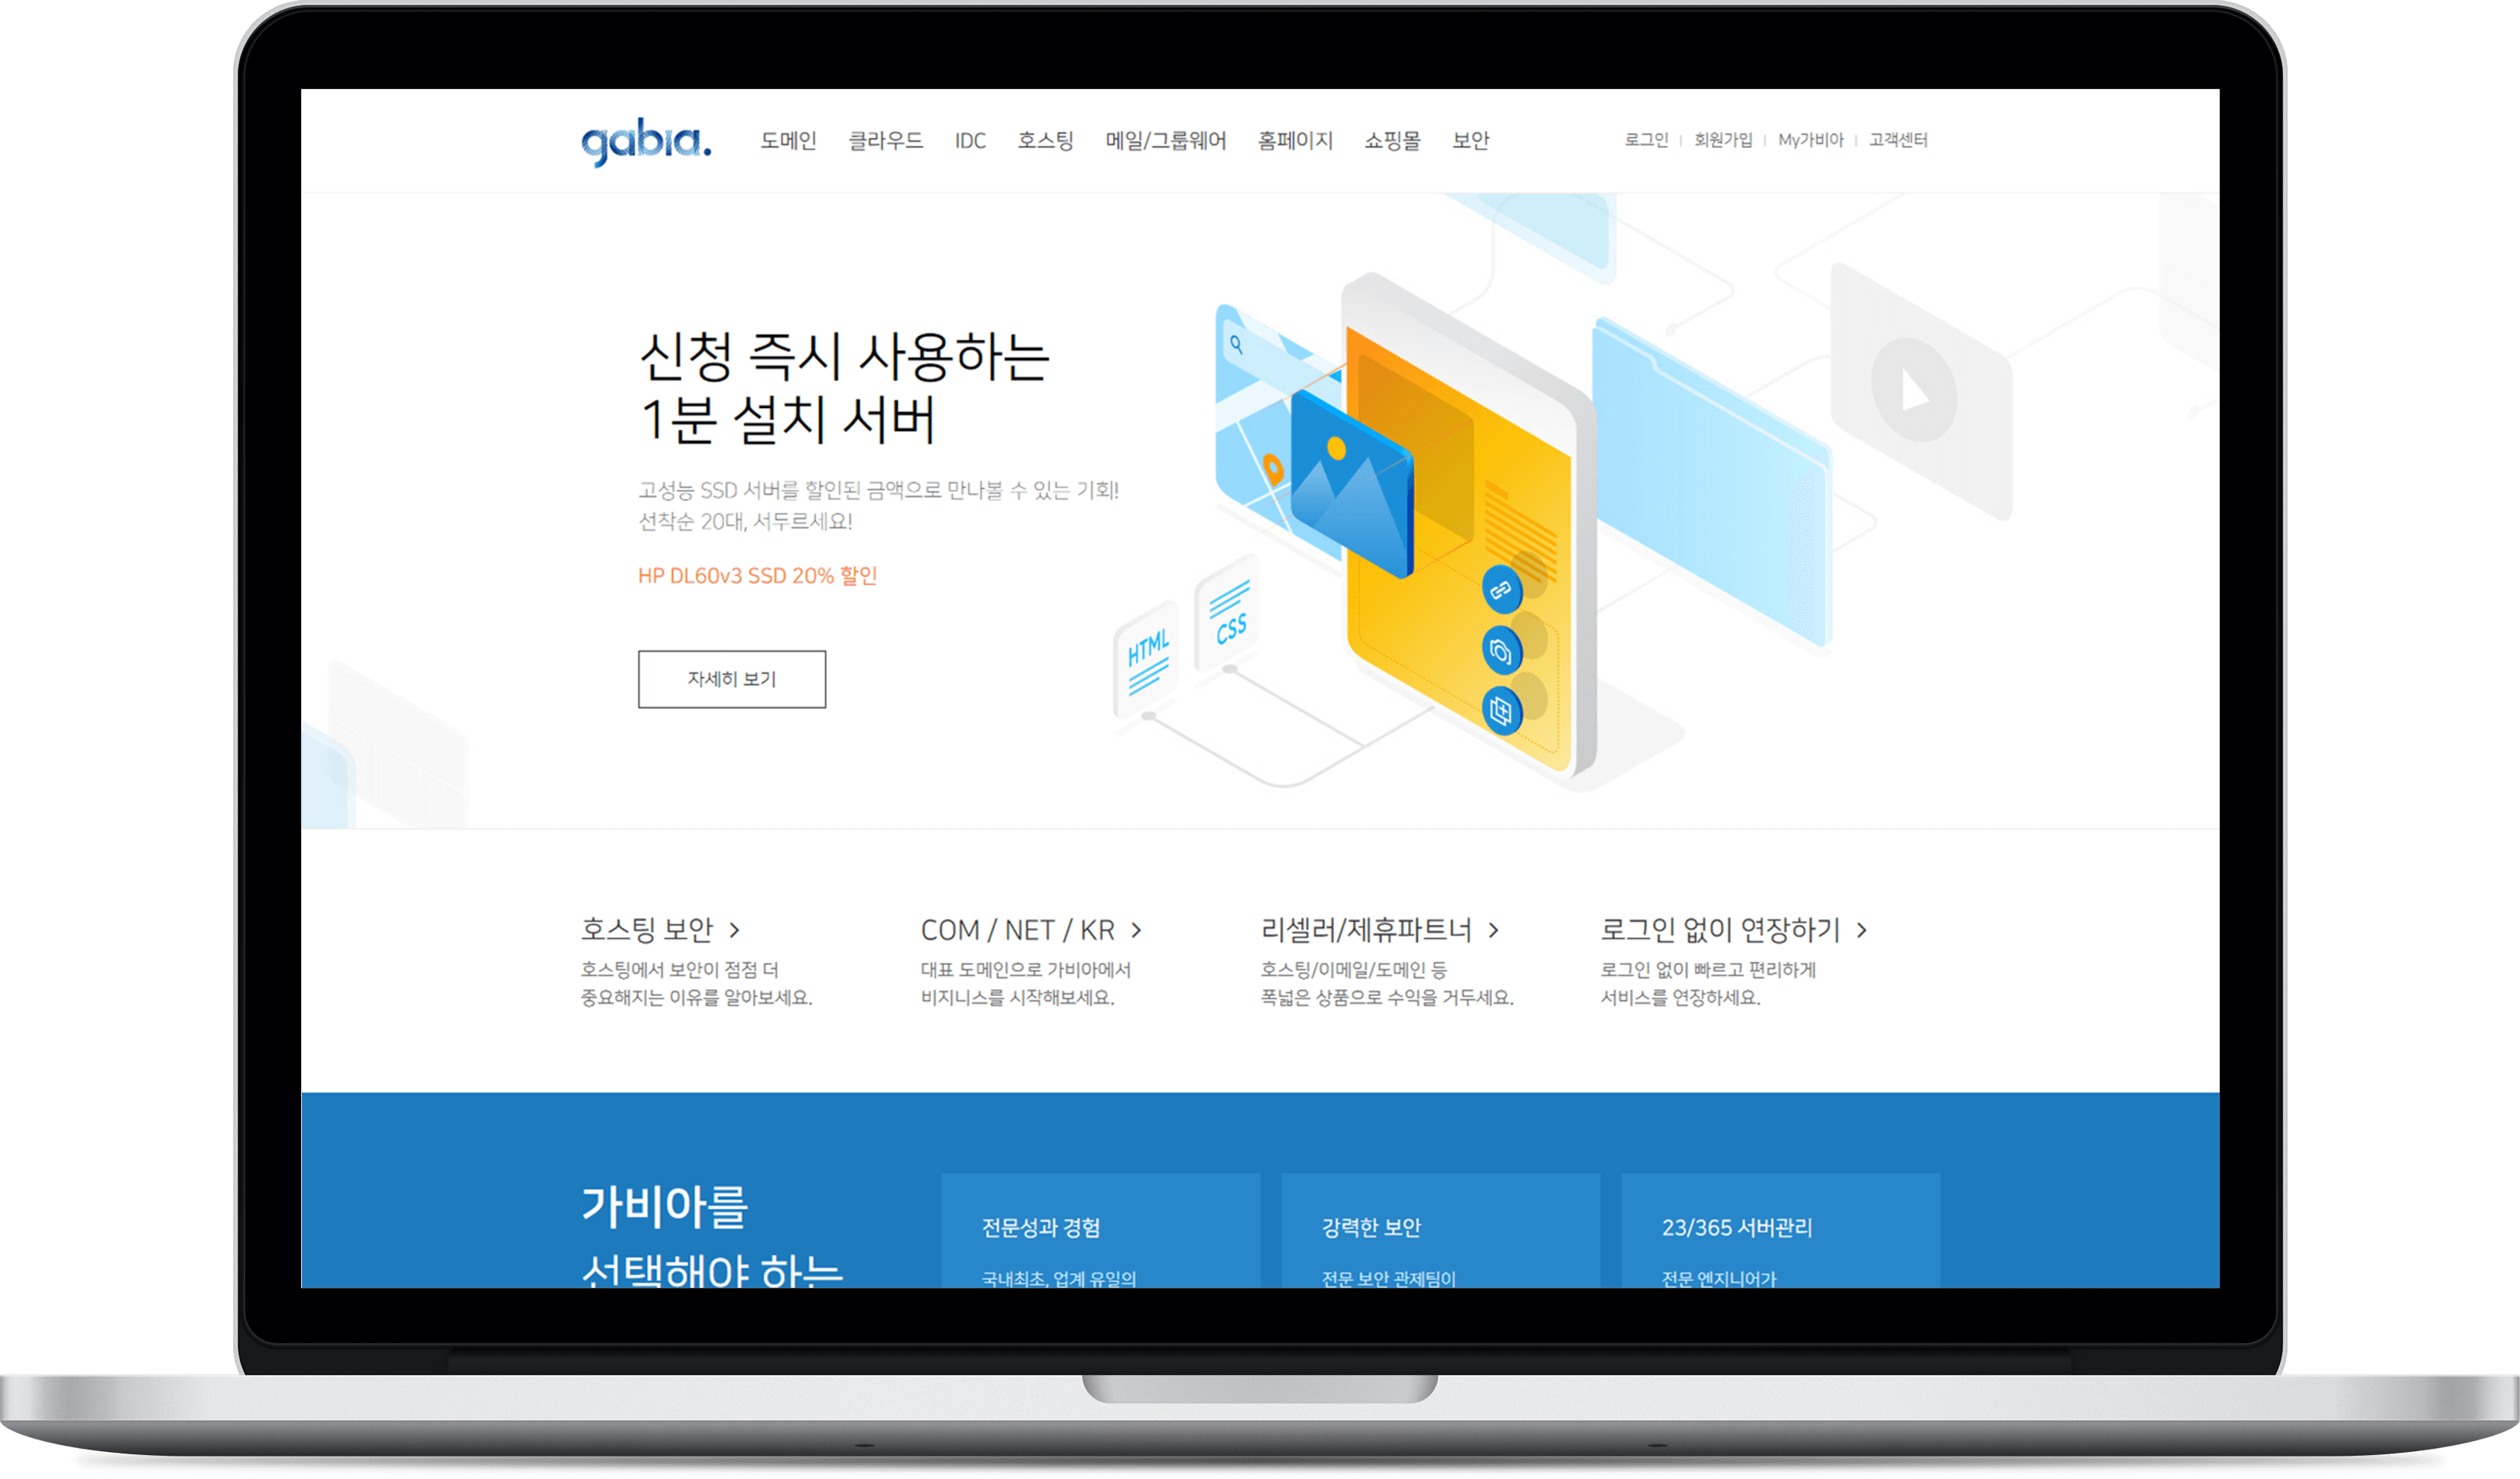 gabia.
도메인 클라우드 IDC 호스팅 메일/그룹웨어 홈페이지 쇼핑몰 보안
로그인 | 회원가입 | My가비아 | 고객센터
신청 즉시 사용하는
1분 설치 서버
고성능 SSD 서버를 할인된 금액으로 만나볼 수 있는 기회!
선착순 20대, 서두르세요!
HP DL60v3 SSD 20% 할인
자세히 보기
HTML
CSS
호스팅 보안 >
호스팅에서 보안이 점점 더
중요해지는 이유를 알아보세요.
COM / NET / KR >
대표 도메인으로 가비아에서
비지니스를 시작해보세요.
리셀러/제휴파트너 >
호스팅/이메일/도메인 등
폭넓은 상품으로 수익을 거두세요.
로그인 없이 연장하기 >
로그인 없이 빠르고 편리하게
서비스를 연장하세요.
가비아를
선택해야 하는
전문성과 경험
국내최초, 업계 유일의
강력한 보안
전문 보안 관제팀이
23/365 서버관리
전문 엔지니어가